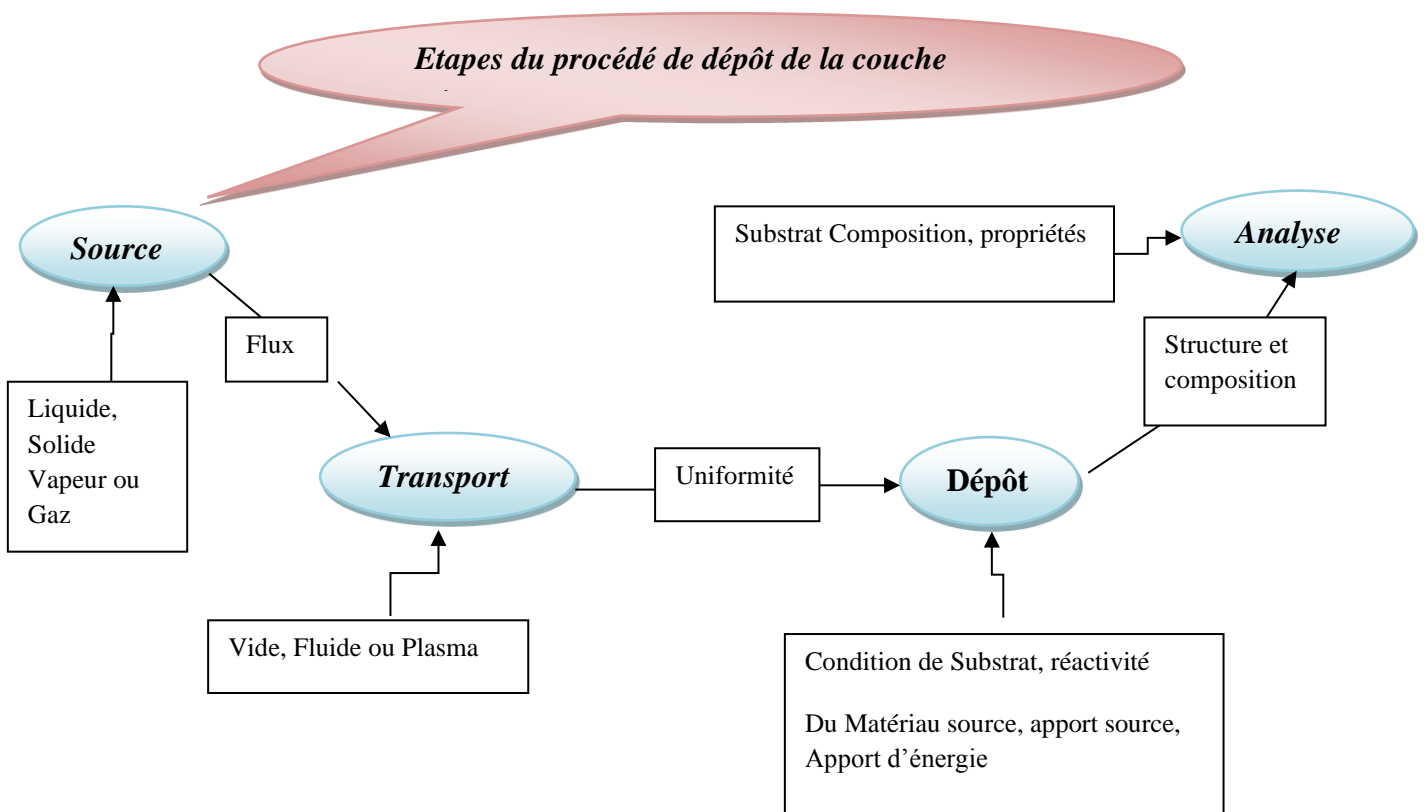 Etapes du procédé de dépôt de la couche
Source
Substrat Composition, propriétés
Analyse
Flux
Structure et
composition
Liquide,
Solide
Vapeur ou
Gaz
Transport
Uniformité
Dépôt
Vide, Fluide ou Plasma
Condition de Substrat, réactivité
Du Matériau source, apport source,
Apport d’énergie